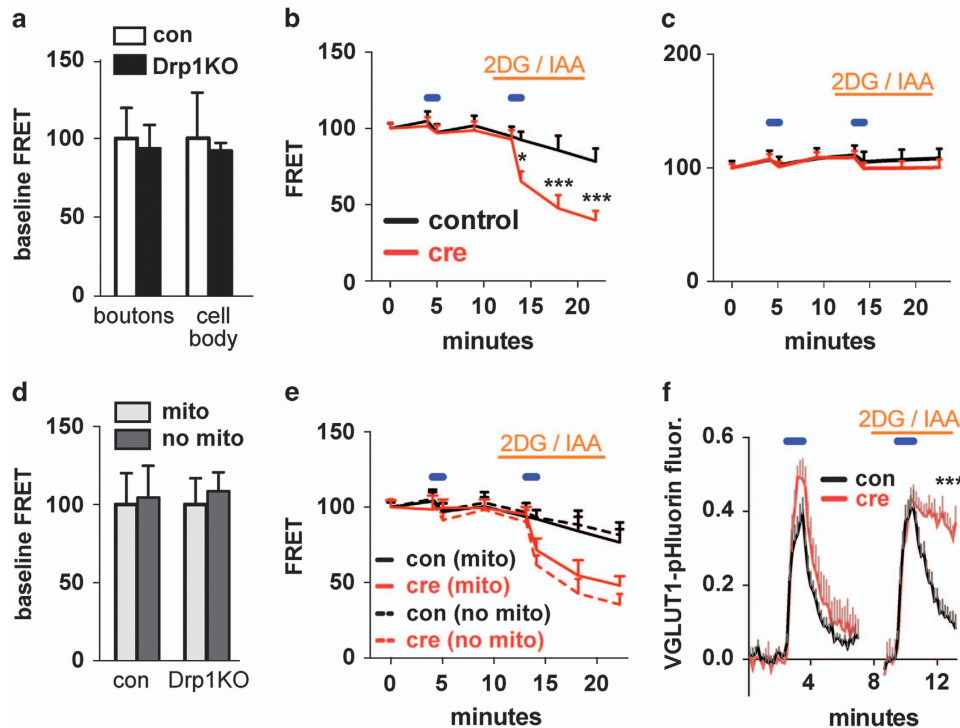 a
con
Drp1KO
150
100
50
0
baseline FRET
boutons
cell
body
b
150
100
50
0
FRET
2DG / IAA
*
***
***
control
cre
0 5 10 15 20
minutes
c
200
100
0
2DG / IAA
0 5 10 15 20
minutes
d
mito
no mito
150
100
50
0
baseline FRET
con Drp1KO
e
150
100
50
0
FRET
2DG / IAA
con (mito)
cre (mito)
con (no mito)
cre (no mito)
0 5 10 15 20
minutes
f
2DG / IAA
0.6
0.4
0.2
0.0
VGLUT1-pHluorin fluor.
con
cre
***
4 8 12
minutes